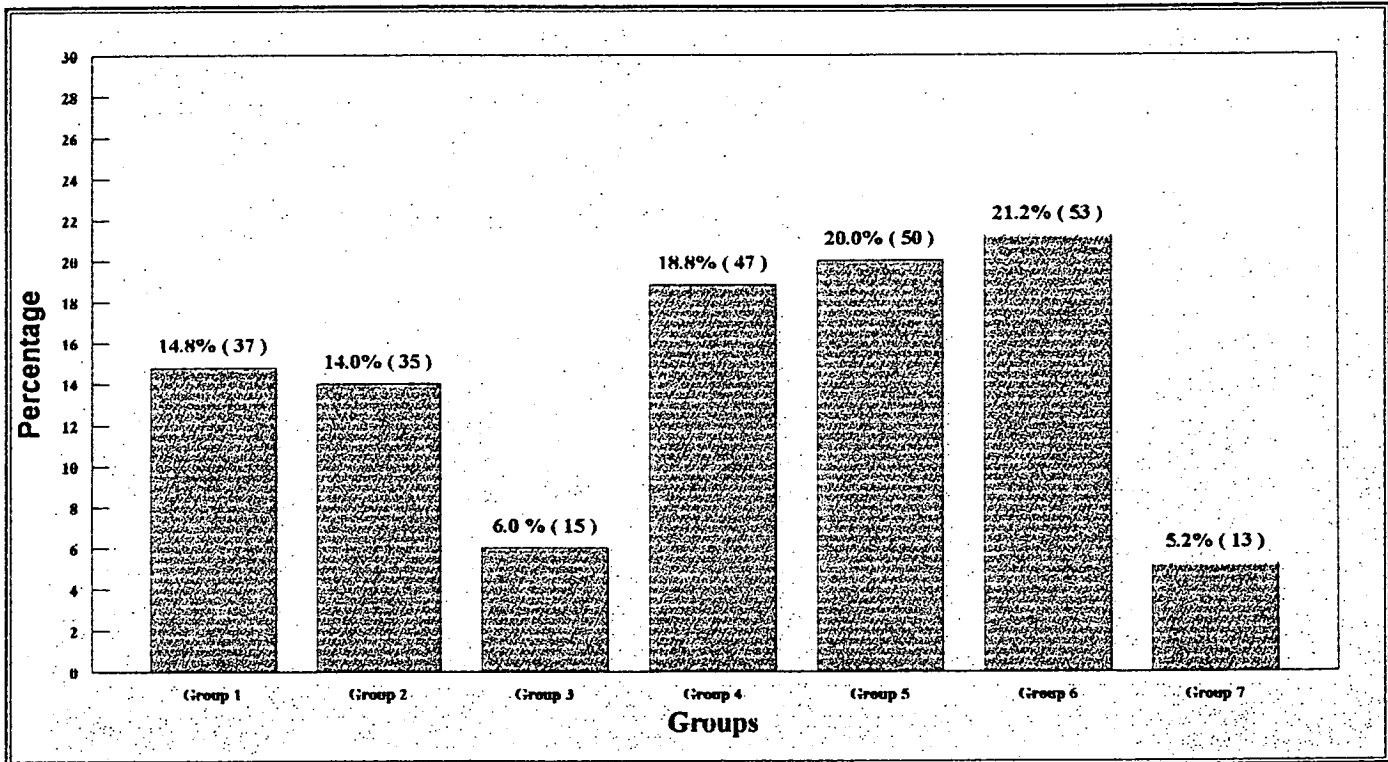 30
28
26
24
22
20
18
16
14
12
10
8
6
4
2
0
Percentage
14.8% ( 37 )
14.0% ( 35 )
6.0 % ( 15 )
18.8% ( 47 )
20.0% ( 50 )
21.2% ( 53 )
5.2% ( 13 )
Group 1 Group 2 Group 3 Group 4 Group 5 Group 6 Group 7
Groups